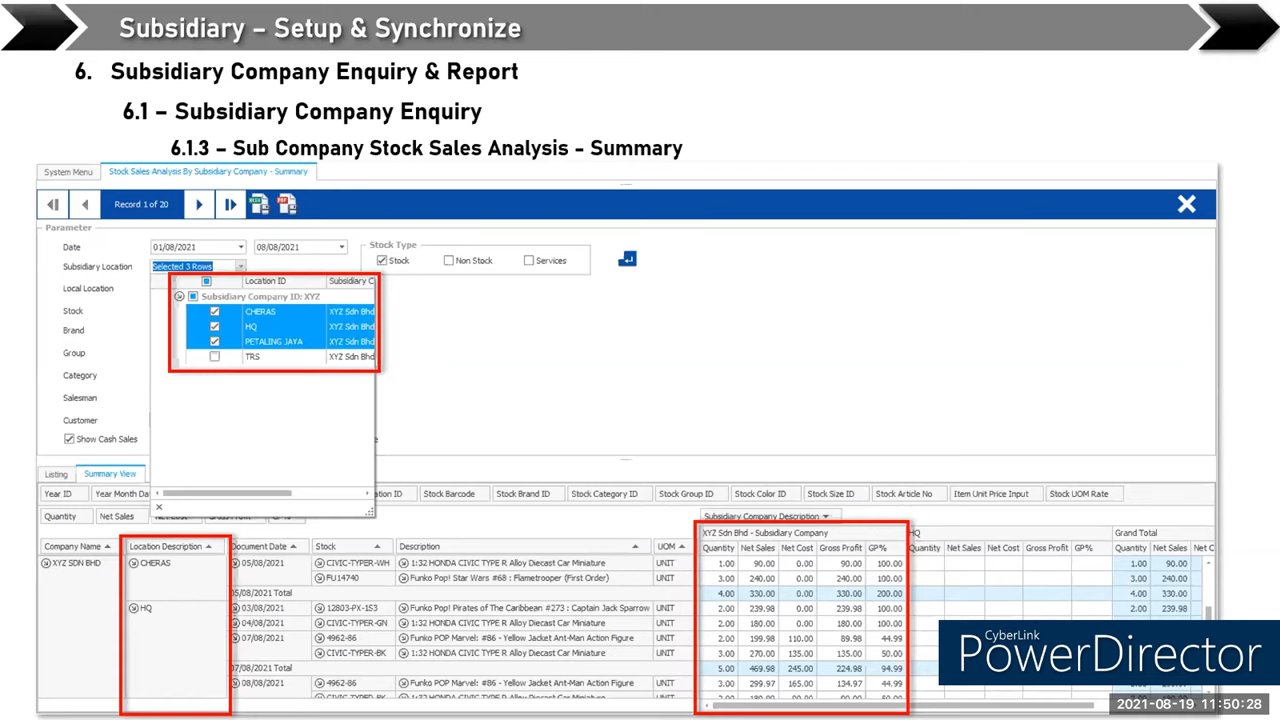 Subsidiary – Setup & Synchronize
6. Subsidiary Company Enquiry & Report
6.1 – Subsidiary Company Enquiry
6.1.3 – Sub Company Stock Sales Analysis - Summary
System Menu Stock Sales Analysis By Subsidiary Company - Summary
Record 1 of 20
Parameter
Date 01/08/2021 08/08/2021 Stock Type
Stock Non Stock Services
Subsidiary Location Selected 3 Rows
Location ID Subsidiary C
Local Location
Subsidiary Company ID: XYZ
Stock CHERAS XYZ Sdn Bhd
Brand HQ XYZ Sdn Bhd
PETALING JAYA XYZ Sdn Bhd
Group TRS XYZ Sdn Bhd
Category
Salesman
Customer
Show Cash Sales
Listing Summary View
Year ID Year Month Da ation ID Stock Barcode Stock Brand ID Stock Category ID Stock Group ID Stock Color ID Stock Size ID Stock Article No Item Unit Price Input Stock UOM Rate
Quantity Net Sales Subsidiary Company Description
XYZ Sdn Bhd - Subsidiary Company HQ Grand Total
Company Name Location Description Document Date Stock Description UOM Quantity Net Sales Net Cost Gross Profit GP% Quantity Net Sales Net Cost Gross Profit GP% Quantity Net Sales Net C
XYZ SDN BHD CHERAS 05/08/2021 CIVIC-TYPER-WH 1:32 HONDA CIVIC TYPE R Alloy Diecast Car Miniature UNIT 1.00 90.00 0.00 90.00 100.00 1.00 90.00
FU14740 Funko Pop! Star Wars #68 : Flametrooper (First Order) UNIT 3.00 240.00 0.00 240.00 100.00 3.00 240.00
05/08/2021 Total 4.00 330.00 0.00 330.00 200.00 4.00 330.00
HQ 03/08/2021 12803-PX-1S3 Funko Pop! Pirates of The Caribbean #273 : Captain Jack Sparrow UNIT 2.00 239.98 0.00 239.98 100.00 2.00 239.98
04/08/2021 CIVIC-TYPER-GN 1:32 HONDA CIVIC TYPE R Alloy Diecast Car Miniature UNIT 2.00 180.00 0.00 180.00 100.00
07/08/2021 4962-86 Funko POP Marvel: #86 - Yellow Jacket Ant-Man Action Figure UNIT 2.00 199.98 110.00 89.98 44.99
CIVIC-TYPER-BK 1:32 HONDA CIVIC TYPE R Alloy Diecast Car Miniature UNIT 3.00 270.00 135.00 135.00 50.00
07/08/2021 Total 5.00 469.98 245.00 224.98 94.99
08/08/2021 4962-86 Funko POP Marvel: #86 - Yellow Jacket Ant-Man Action Figure UNIT 3.00 299.97 165.00 134.97 44.99
CyberLink
PowerDirector
2021-08-19 11:50:28